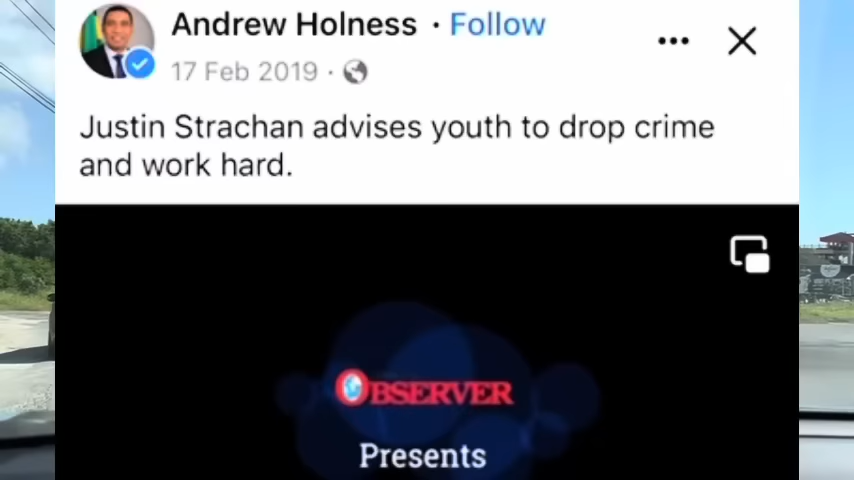 Andrew Holness · Follow
17 Feb 2019 ·
Justin Strachan advises youth to drop crime
and work hard.
OBSERVER
Presents